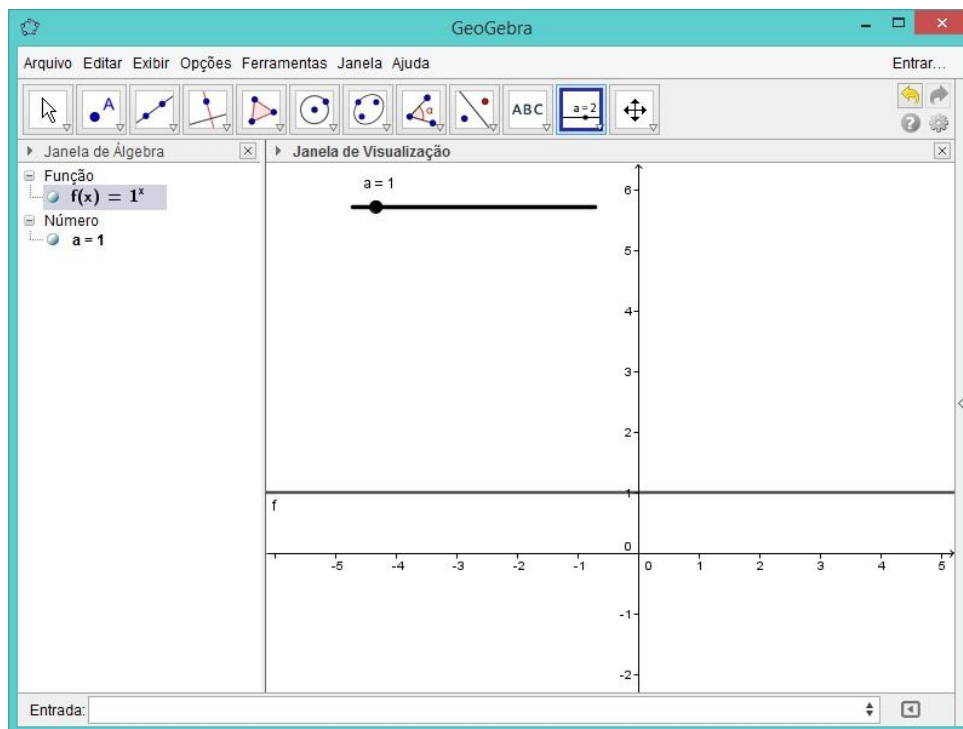 GeoGebra
Arquivo Editar Exibir Opções Ferramentas Janela Ajuda Entrar...
A α ABC a = 2
Janela de Álgebra
Função
f(x) = 1ˣ
Número
a = 1
Janela de Visualização
a = 1
6
5
4
3
2
1
f
0
-5 -4 -3 -2 -1 0 1 2 3 4 5
-1
-2
Entrada: